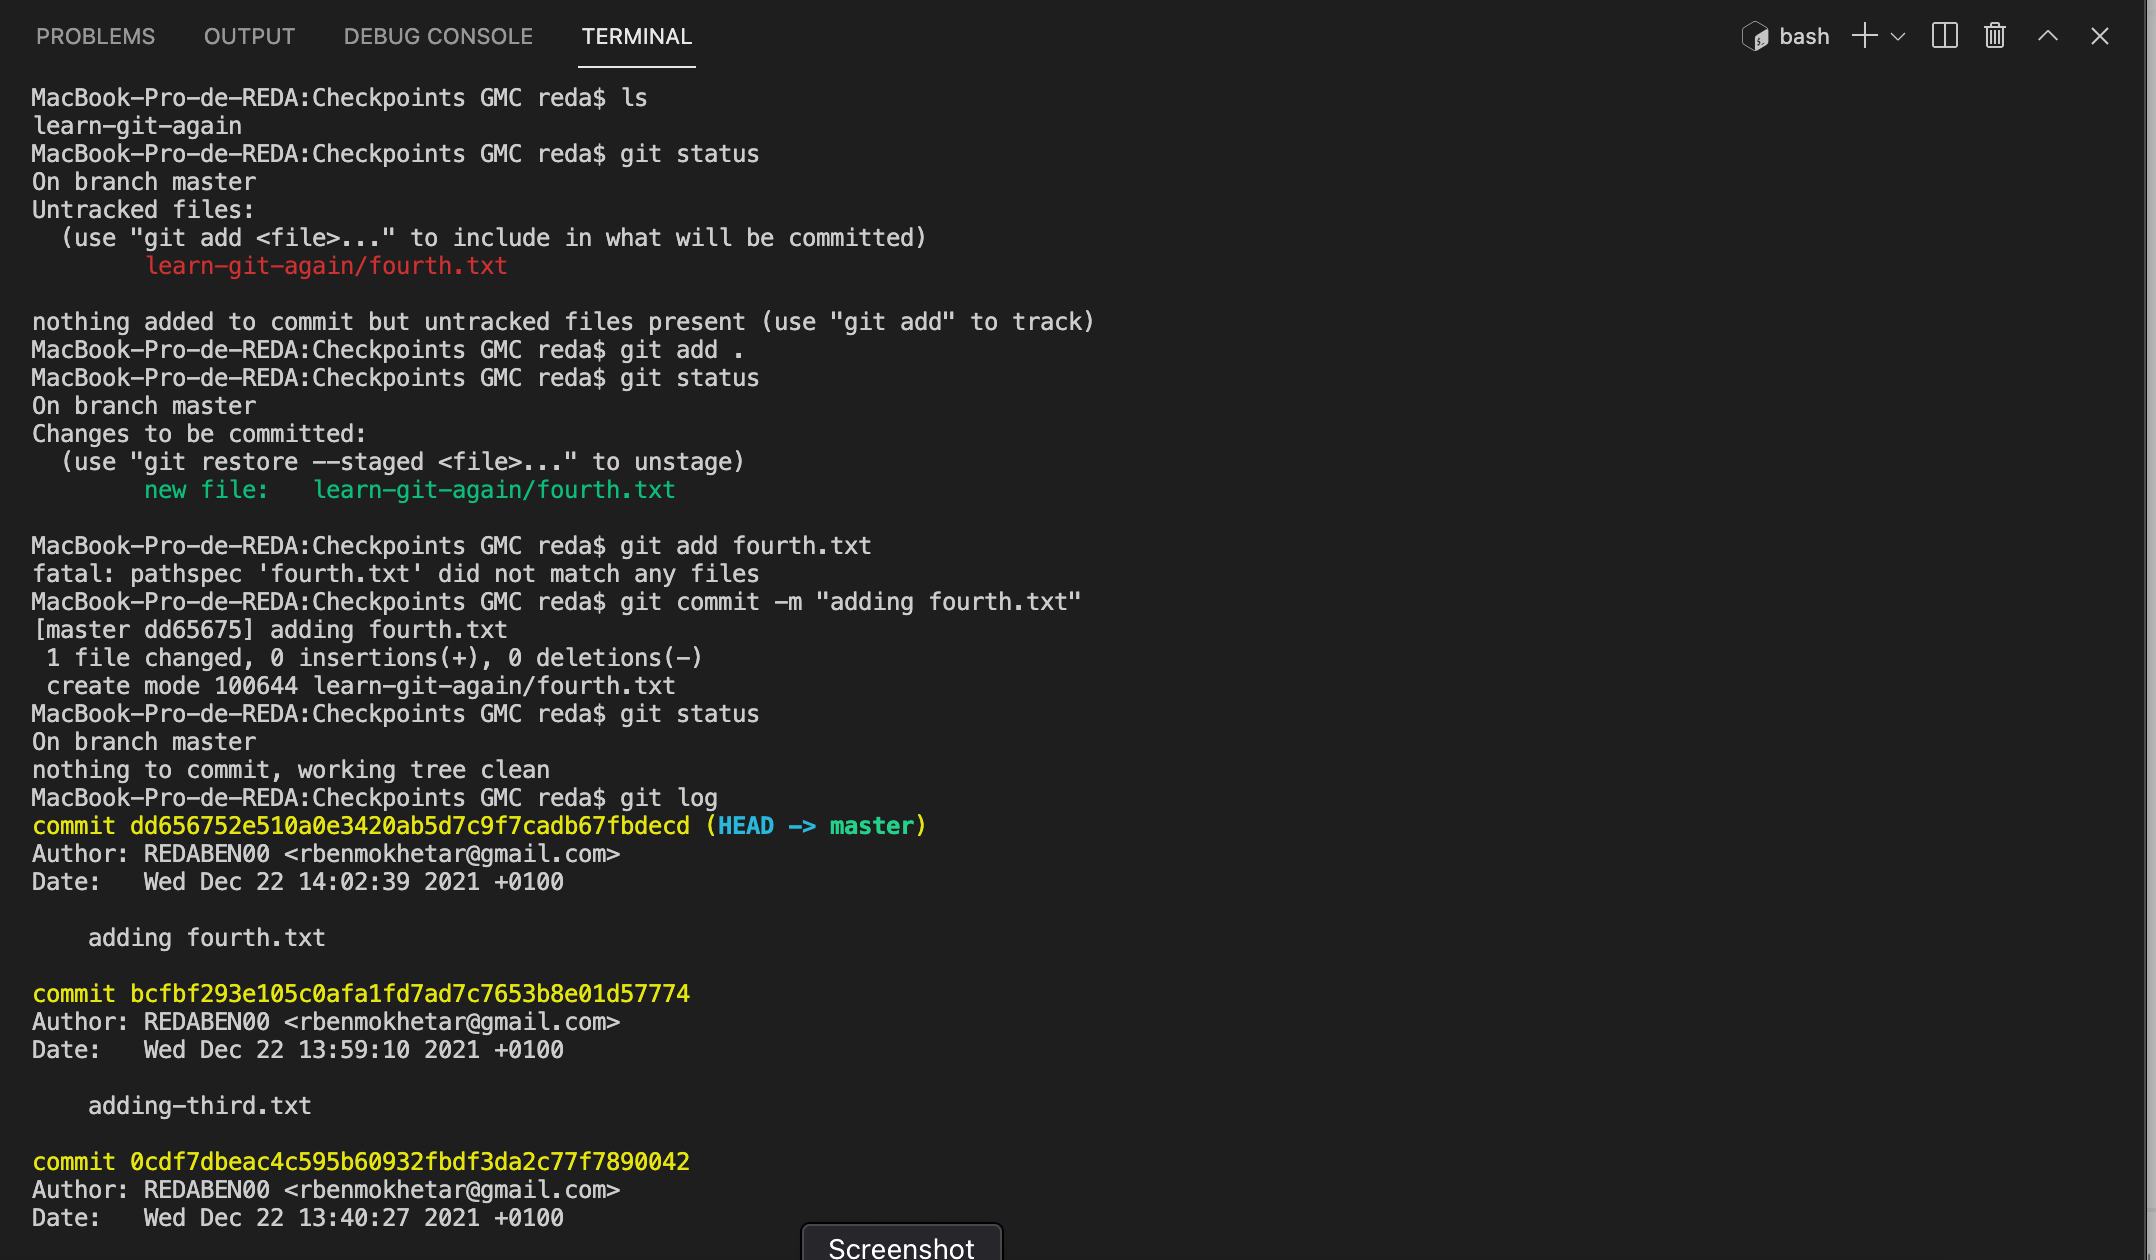 PROBLEMS OUTPUT DEBUG CONSOLE TERMINAL bash
MacBook-Pro-de-REDA:Checkpoints GMC reda$ ls
learn-git-again
MacBook-Pro-de-REDA:Checkpoints GMC reda$ git status
On branch master
Untracked files:
  (use "git add <file>..." to include in what will be committed)
        learn-git-again/fourth.txt

nothing added to commit but untracked files present (use "git add" to track)
MacBook-Pro-de-REDA:Checkpoints GMC reda$ git add .
MacBook-Pro-de-REDA:Checkpoints GMC reda$ git status
On branch master
Changes to be committed:
  (use "git restore --staged <file>..." to unstage)
        new file:   learn-git-again/fourth.txt

MacBook-Pro-de-REDA:Checkpoints GMC reda$ git add fourth.txt
fatal: pathspec 'fourth.txt' did not match any files
MacBook-Pro-de-REDA:Checkpoints GMC reda$ git commit -m "adding fourth.txt"
[master dd65675] adding fourth.txt
 1 file changed, 0 insertions(+), 0 deletions(-)
 create mode 100644 learn-git-again/fourth.txt
MacBook-Pro-de-REDA:Checkpoints GMC reda$ git status
On branch master
nothing to commit, working tree clean
MacBook-Pro-de-REDA:Checkpoints GMC reda$ git log
commit dd656752e510a0e3420ab5d7c9f7cadb67fbdecd (HEAD -> master)
Author: REDABEN00 <rbenmokhetar@gmail.com>
Date:   Wed Dec 22 14:02:39 2021 +0100

    adding fourth.txt

commit bcfbf293e105c0afa1fd7ad7c7653b8e01d57774
Author: REDABEN00 <rbenmokhetar@gmail.com>
Date:   Wed Dec 22 13:59:10 2021 +0100

    adding-third.txt

commit 0cdf7dbeac4c595b60932fbdf3da2c77f7890042
Author: REDABEN00 <rbenmokhetar@gmail.com>
Date:   Wed Dec 22 13:40:27 2021 +0100
Screenshot